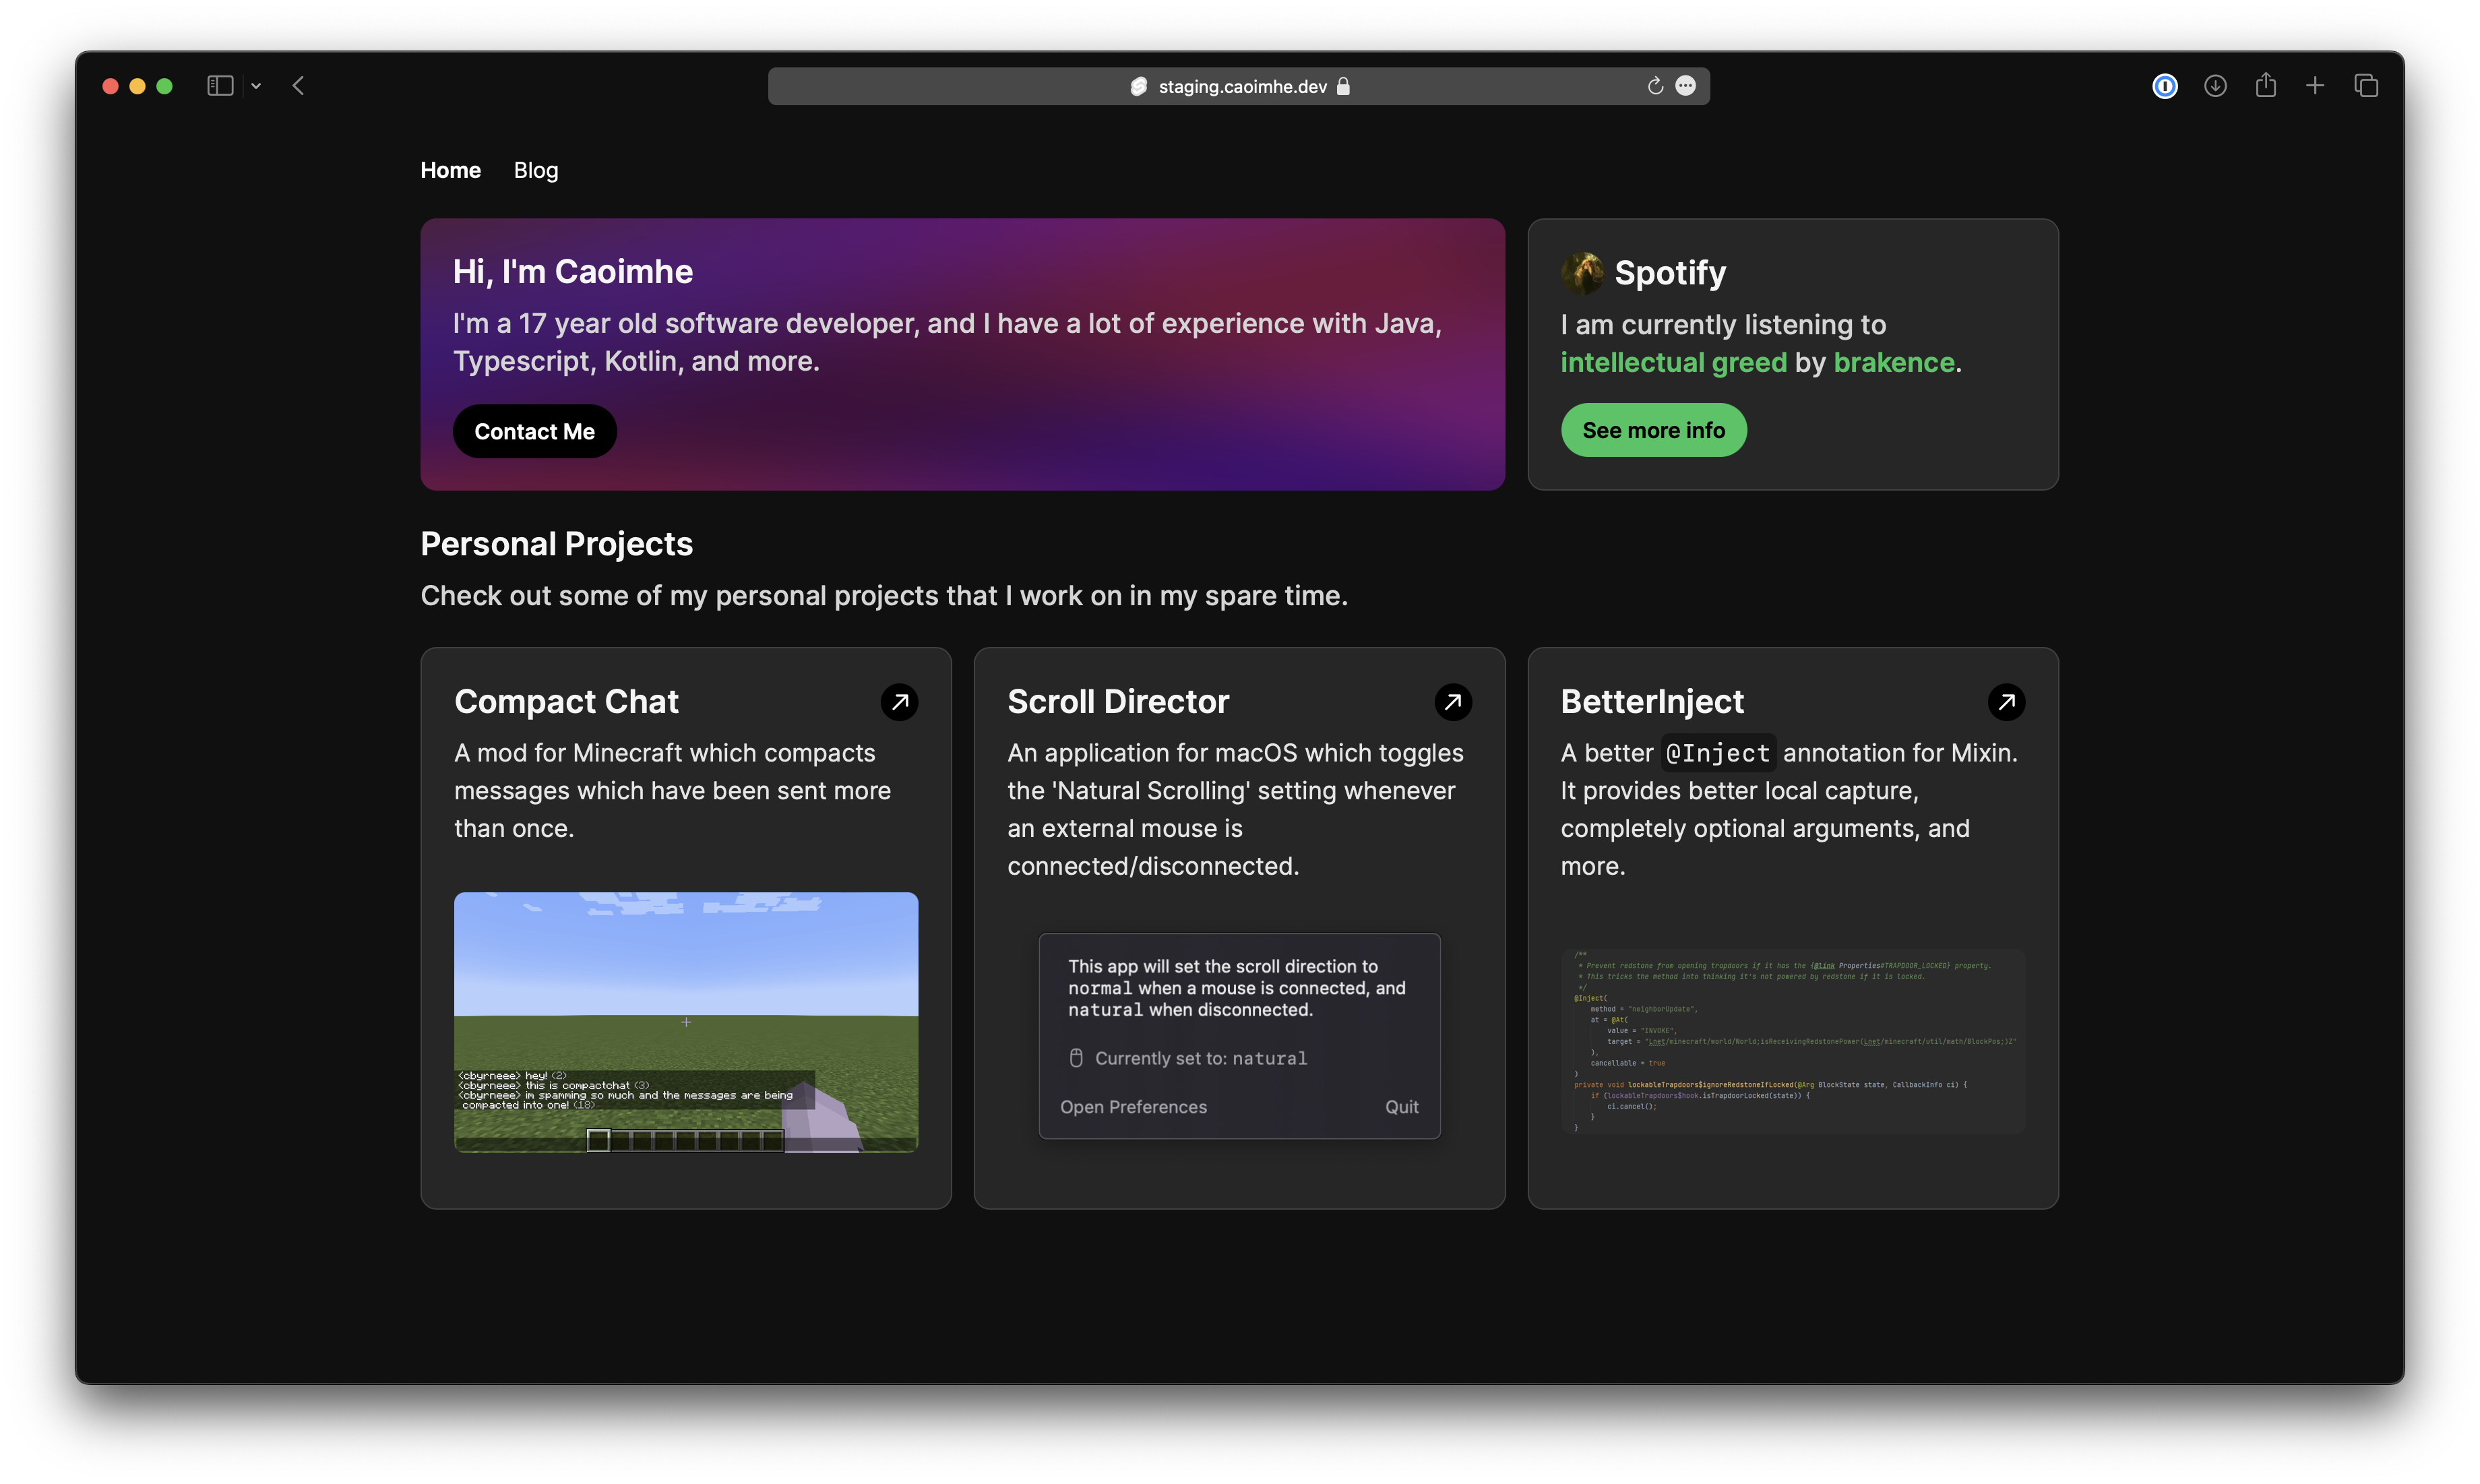 staging.caoimhe.dev
Home Blog
Hi, I'm Caoimhe
I'm a 17 year old software developer, and I have a lot of experience with Java,
Typescript, Kotlin, and more.
Contact Me
Spotify
I am currently listening to
intellectual greed by brakence.
See more info
Personal Projects
Check out some of my personal projects that I work on in my spare time.
Compact Chat
A mod for Minecraft which compacts
messages which have been sent more
than once.
<cbyrneee> hey! (2)
<cbyrneee> this is compactchat (3)
<cbyrneee> im spamming so much and the messages are being
compacted into one! (18)
Scroll Director
An application for macOS which toggles
the 'Natural Scrolling' setting whenever
an external mouse is
connected/disconnected.
This app will set the scroll direction to
normal when a mouse is connected, and
natural when disconnected.
Currently set to: natural
Open Preferences Quit
BetterInject
A better @Inject annotation for Mixin.
It provides better local capture,
completely optional arguments, and
more.
/**
* Prevent redstone from opening trapdoors if it has the {@link Properties#TRAPDOOR_LOCKED} property.
* This tricks the method into thinking it's not powered by redstone if it is locked.
*/
@Inject(
method = "neighborUpdate",
at = @At(
value = "INVOKE",
target = "Lnet/minecraft/world/World;isReceivingRedstonePower(Lnet/minecraft/util/math/BlockPos;)Z"
),
cancellable = true
)
private void lockableTrapdoors$ignoreRedstoneIfLocked(@Arg BlockState state, CallbackInfo ci) {
if (lockableTrapdoors$hook.isTrapdoorLocked(state)) {
ci.cancel();
}
}